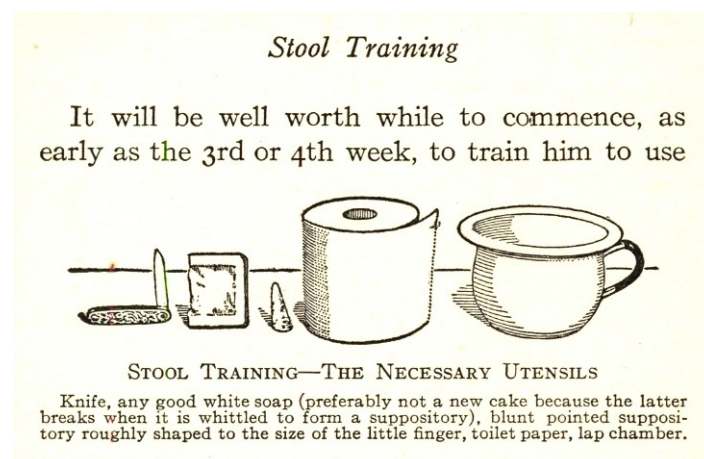 Stool Training
It will be well worth while to commence, as
early as the 3rd or 4th week, to train him to use
STOOL TRAINING—THE NECESSARY UTENSILS
Knife, any good white soap (preferably not a new cake because the latter
breaks when it is whittled to form a suppository), blunt pointed supposi-
tory roughly shaped to the size of the little finger, toilet paper, lap chamber.